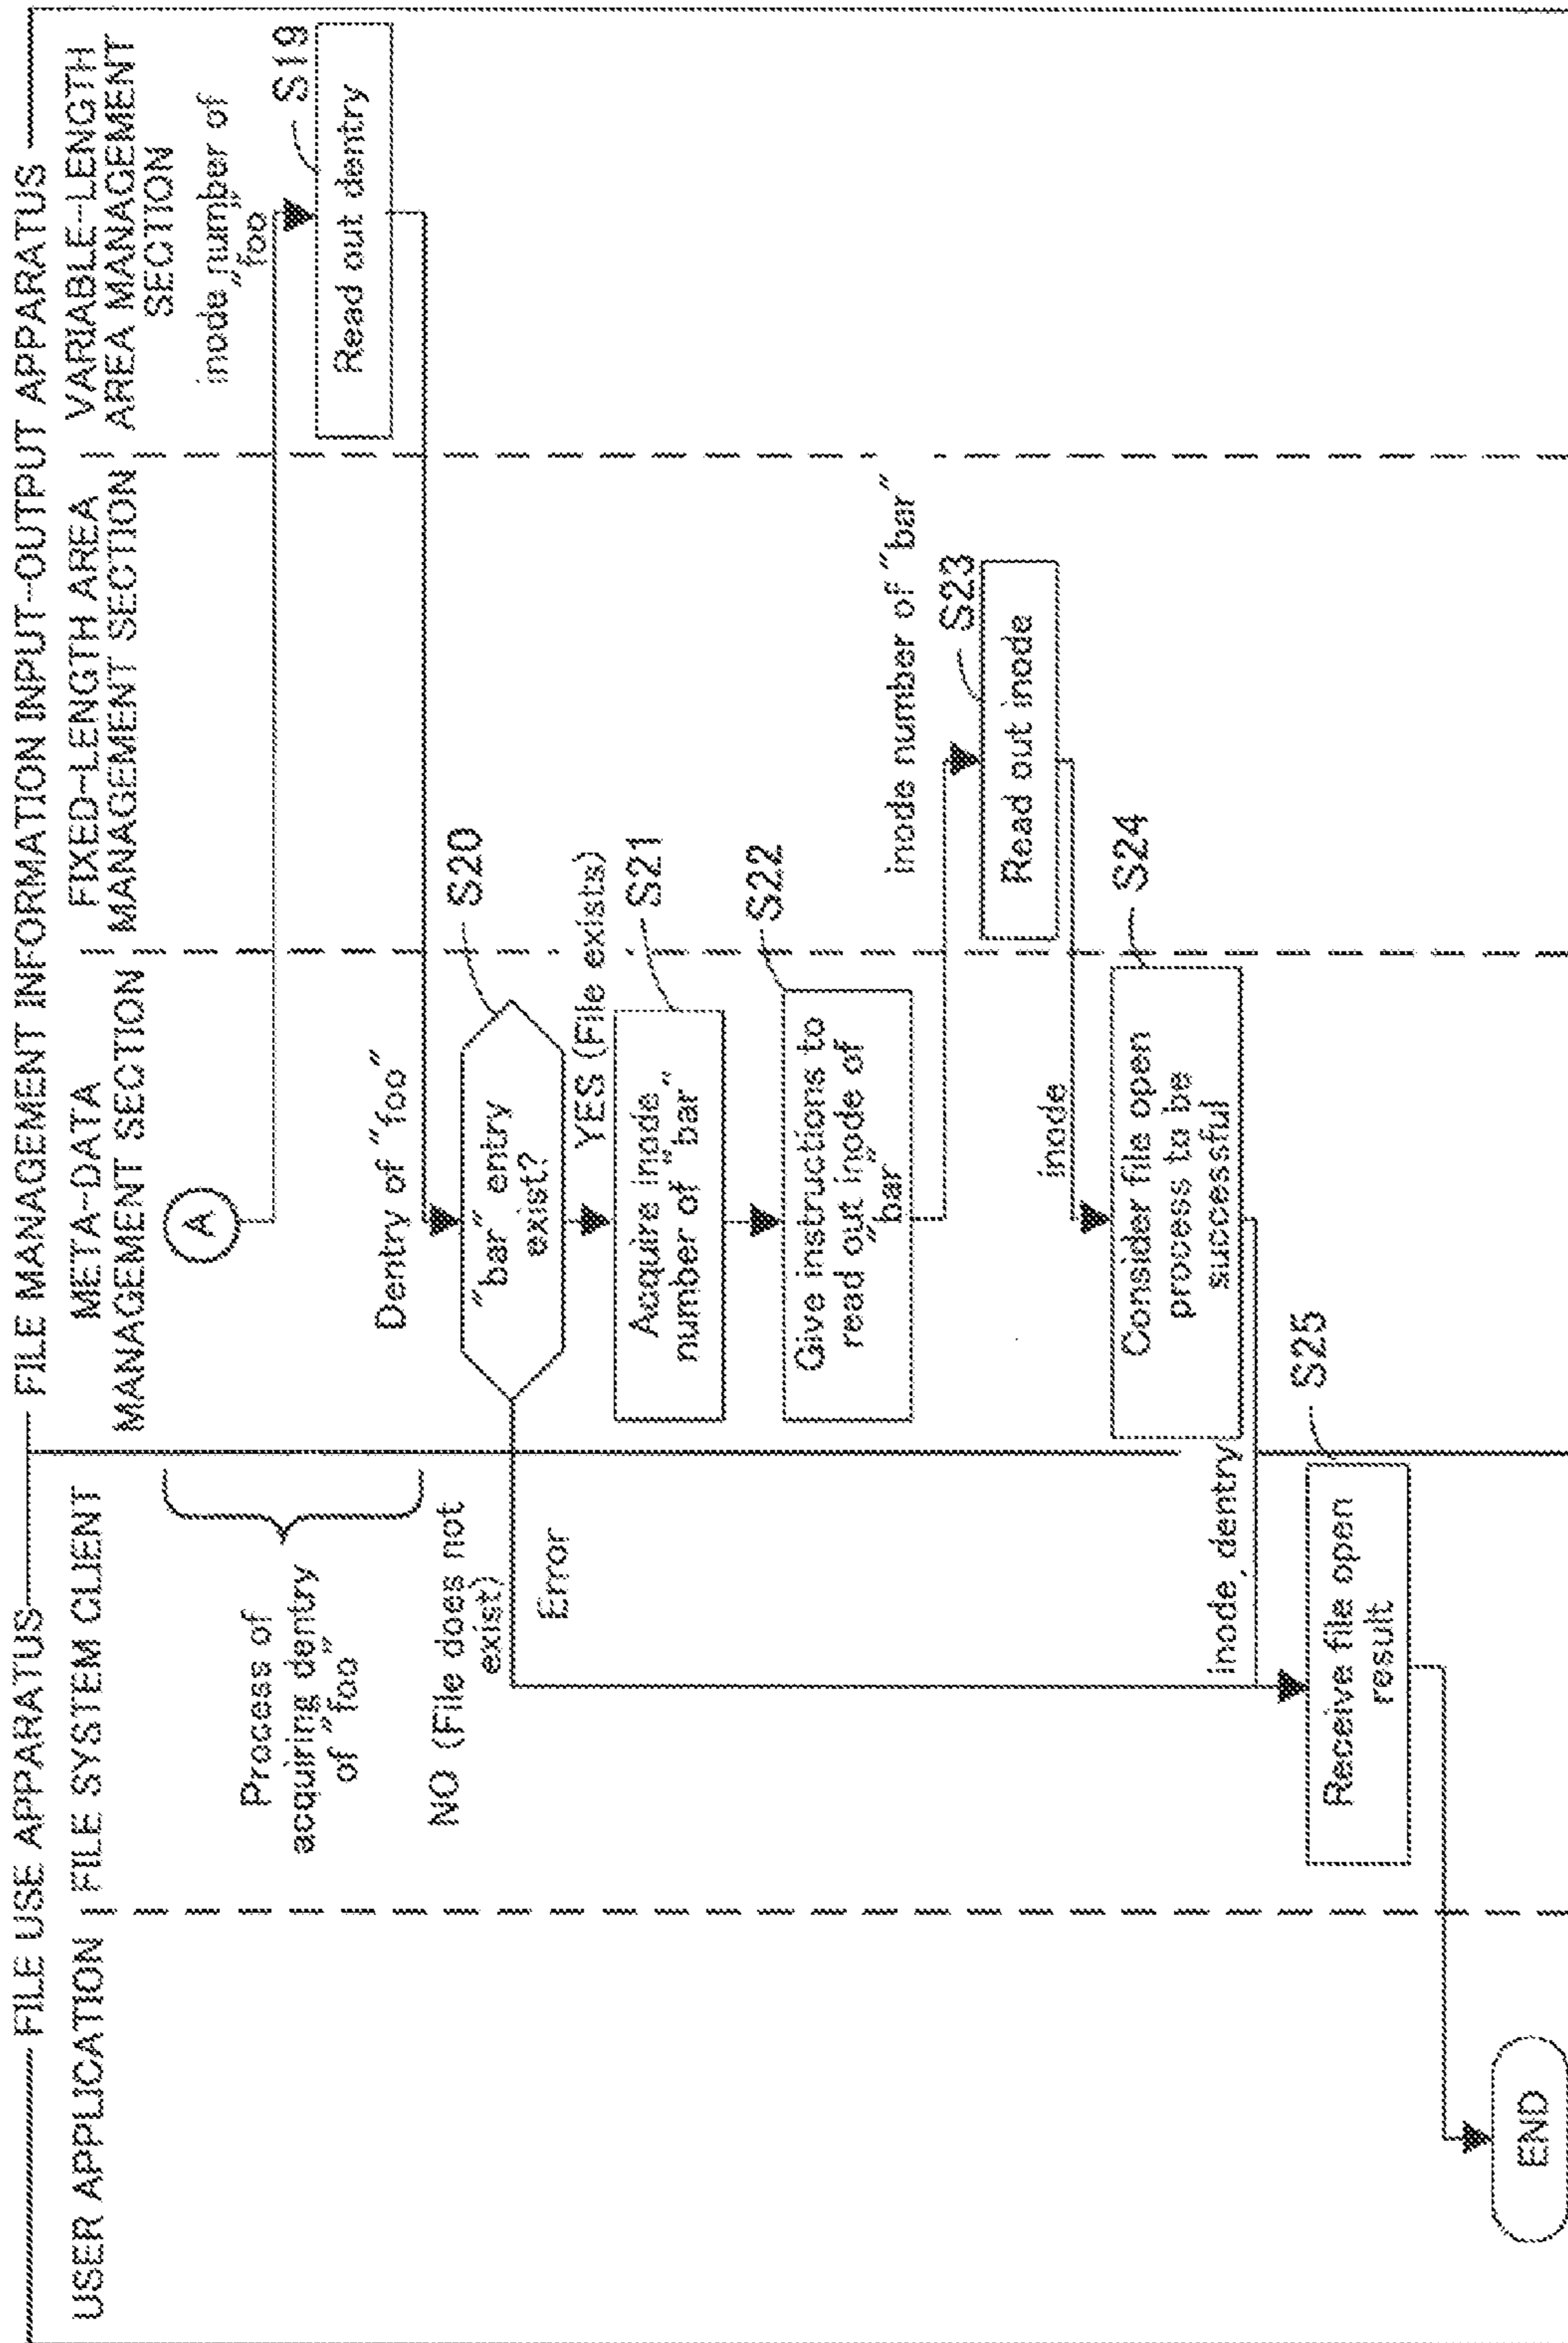 FILE USE APPARATUS
FILE MANAGEMENT INFORMATION INPUT-OUTPUT APPARATUS
USER APPLICATION
FILE SYSTEM CLIENT
META-DATA
MANAGEMENT SECTION
FIXED-LENGTH AREA
MANAGEMENT SECTION
VARIABLE-LENGTH
AREA MANAGEMENT
SECTION
A
inode number of
"foo"
S19
Read out dentry
Process of
acquiring dentry
of "foo"
Dentry of "foo"
S20
"bar" entry
exist?
NO (File does not
exist)
Error
YES (File exists)
S21
Acquire inode
number of "bar"
S22
Give instructions to
read out inode of
"bar"
inode number of "bar"
S23
Read out inode
inode
S24
Consider file open
process to be
successful
inode, dentry
S25
Receive file open
result
END